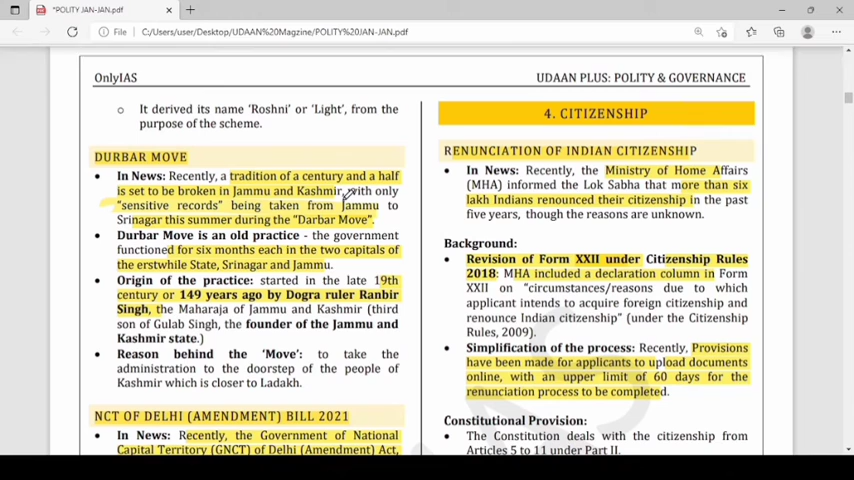 *POLITY JAN-JAN.pdf
File
C:/Users/user/Desktop/UDAAN%20Magzine/POLITY%20JAN-JAN.pdf
OnlyIAS
UDAAN PLUS: POLITY & GOVERNANCE
o It derived its name 'Roshni' or 'Light', from the
purpose of the scheme.
DURBAR MOVE
• In News: Recently, a tradition of a century and a half
is set to be broken in Jammu and Kashmir, with only
"sensitive records" being taken from Jammu to
Srinagar this summer during the "Darbar Move".
• Durbar Move is an old practice - the government
functioned for six months each in the two capitals of
the erstwhile State, Srinagar and Jammu.
• Origin of the practice: started in the late 19th
century or 149 years ago by Dogra ruler Ranbir
Singh, the Maharaja of Jammu and Kashmir (third
son of Gulab Singh, the founder of the Jammu and
Kashmir state.)
• Reason behind the 'Move': to take the
administration to the doorstep of the people of
Kashmir which is closer to Ladakh.
NCT OF DELHI (AMENDMENT) BILL 2021
• In News: Recently, the Government of National
Capital Territory (GNCT) of Delhi (Amendment) Act,
4. CITIZENSHIP
RENUNCIATION OF INDIAN CITIZENSHIP
• In News: Recently, the Ministry of Home Affairs
(MHA) informed the Lok Sabha that more than six
lakh Indians renounced their citizenship in the past
five years, though the reasons are unknown.
Background:
• Revision of Form XXII under Citizenship Rules
2018: MHA included a declaration column in Form
XXII on "circumstances/reasons due to which
applicant intends to acquire foreign citizenship and
renounce Indian citizenship" (under the Citizenship
Rules, 2009).
• Simplification of the process: Recently, Provisions
have been made for applicants to upload documents
online, with an upper limit of 60 days for the
renunciation process to be completed.
Constitutional Provision:
• The Constitution deals with the citizenship from
Articles 5 to 11 under Part II.